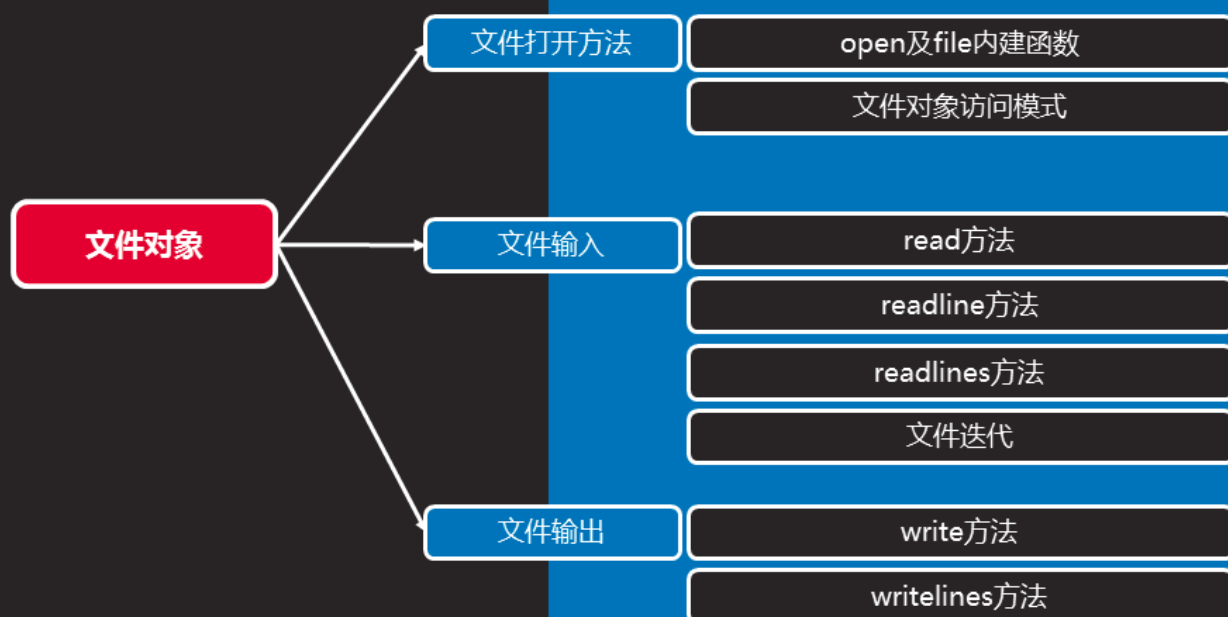 文件对象
文件打开方法
open及file内建函数
文件对象访问模式
文件输入
read方法
readline方法
readlines方法
文件迭代
文件输出
write方法
writelines方法